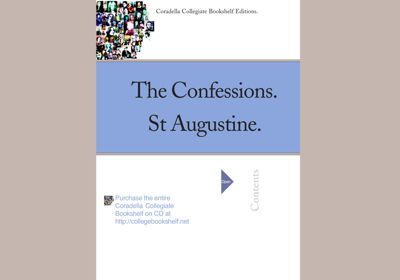 Coradella Collegiate Bookshelf Editions.
The Confessions.
St Augustine.
Open
Contents
Purchase the entire
Coradella Collegiate
Bookshelf on CD at
http://collegebookshelf.net